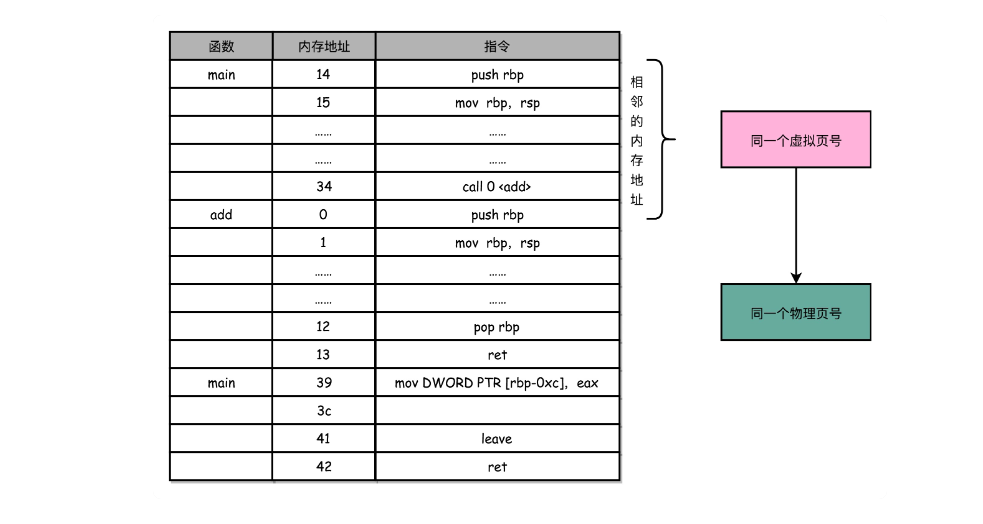 函数 内存地址 指令
main 14 push rbp
15 mov rbp, rsp
...... ......
...... ......
34 call 0 <add>
add 0 push rbp
1 mov rbp, rsp
...... ......
...... ......
12 pop rbp
13 ret
main 39 mov DWORD PTR [rbp-0xc], eax
3c
41 leave
42 ret
相邻的内存地址
同一个虚拟页号
同一个物理页号